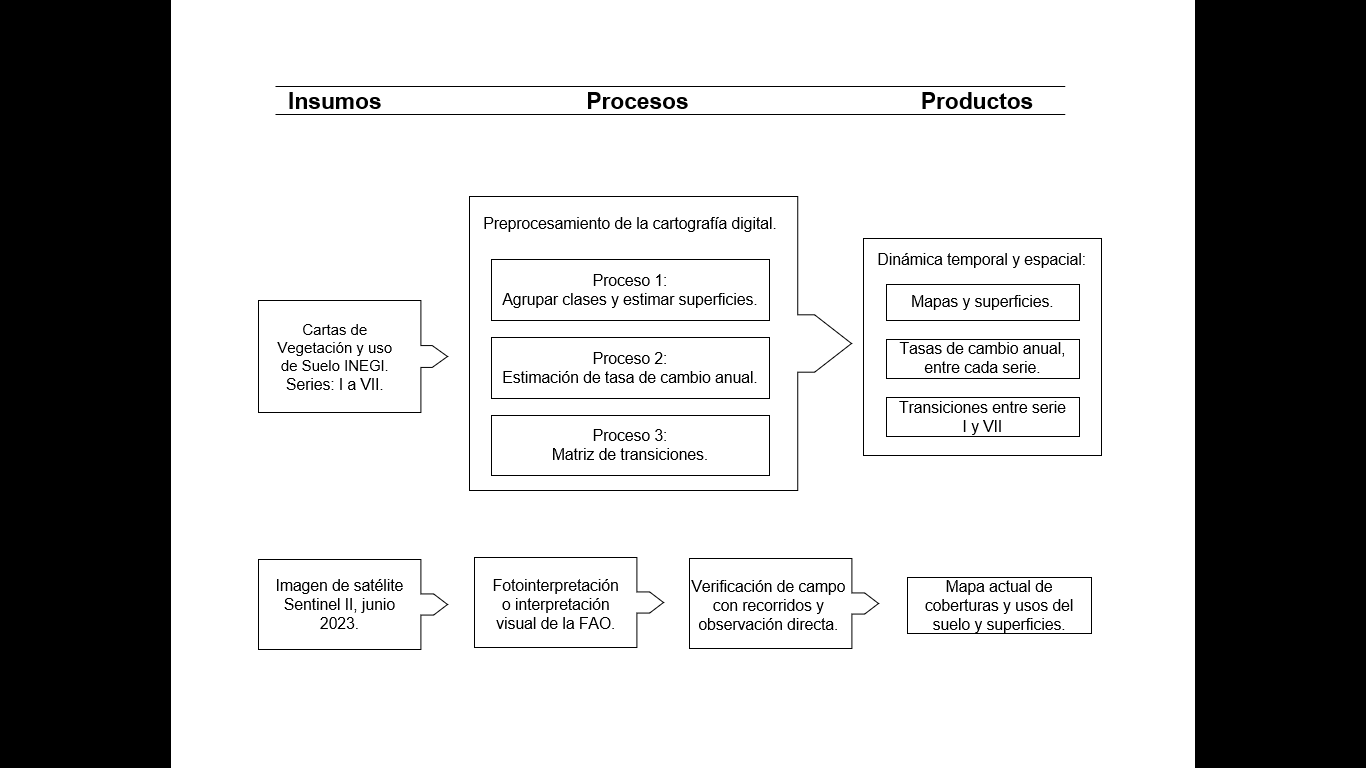 Insumos
Procesos
Productos
Cartas de
Vegetación y uso
de Suelo INEGI.
Series: I a VII.
Preprocesamiento de la cartografía digital.
Proceso 1:
Agrupar clases y estimar superficies.
Proceso 2:
Estimación de tasa de cambio anual.
Proceso 3:
Matriz de transiciones.
Dinámica temporal y espacial:
Mapas y superficies.
Tasas de cambio anual,
entre cada serie.
Transiciones entre serie
I y VII
Imagen de satélite
Sentinel II, junio
2023.
Fotointerpretación
o interpretación
visual de la FAO.
Verificación de campo
con recorridos y
observación directa.
Mapa actual de
coberturas y usos del
suelo y superficies.